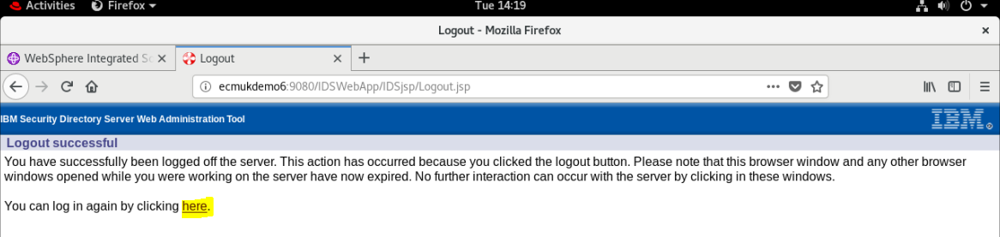 Activities Firefox Tue 14:19
Logout - Mozilla Firefox
WebSphere Integrated Sc Logout
ecmukdemo6:9080/IDSWebApp/IDSjsp/Logout.jsp
IBM Security Directory Server Web Administration Tool IBM®
Logout successful
You have successfully been logged off the server. This action has occurred because you clicked the logout button. Please note that this browser window and any other browser
windows opened while you were working on the server have now expired. No further interaction can occur with the server by clicking in these windows.
You can log in again by clicking here.